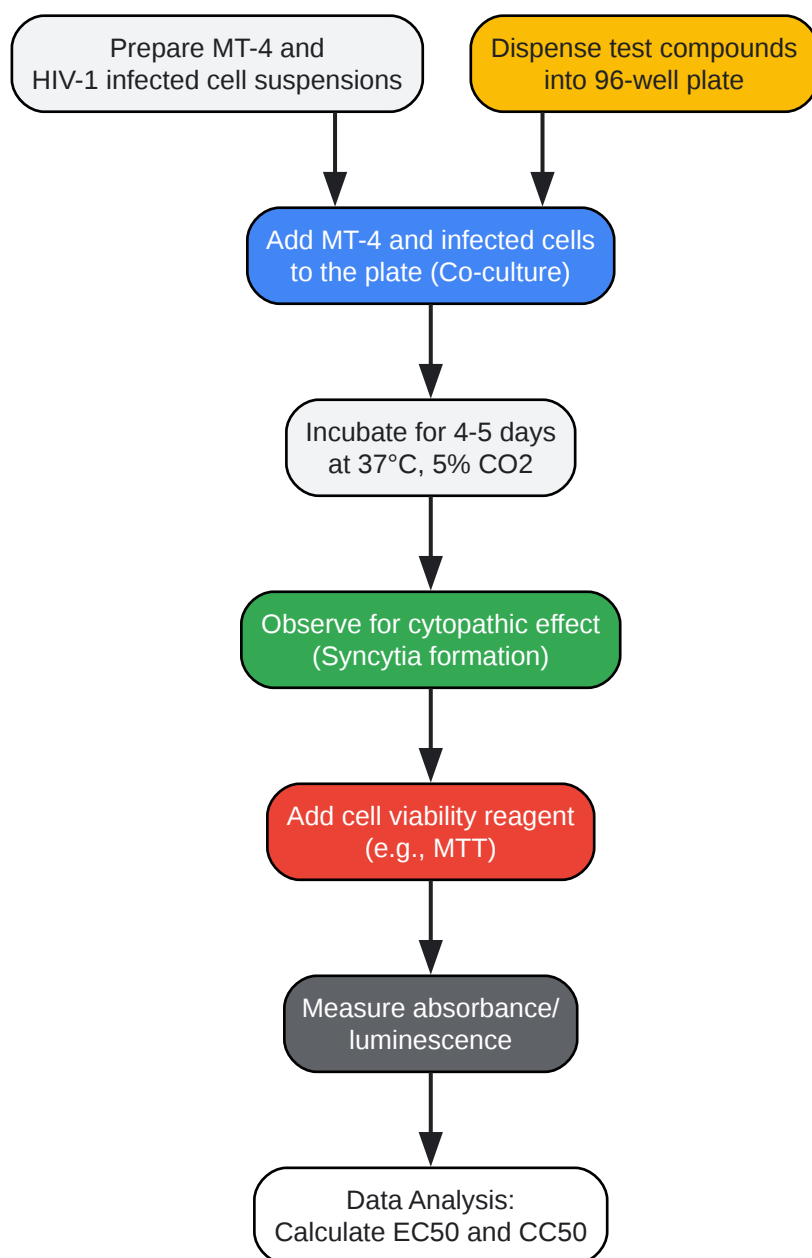 Prepare MT-4 and
HIV-1 infected cell suspensions
Dispense test compounds
into 96-well plate
Add MT-4 and infected cells
to the plate (Co-culture)
Incubate for 4-5 days
at 37°C, 5% CO2
Observe for cytopathic effect
(Syncytia formation)
Add cell viability reagent
(e.g., MTT)
Measure absorbance/
luminescence
Data Analysis:
Calculate EC50 and CC50